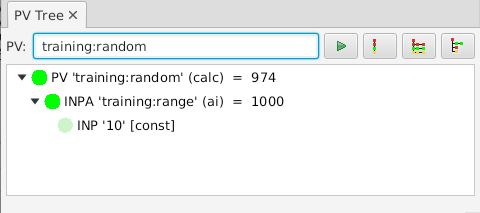 PV Tree ✕
PV: training:random
PV 'training:random' (calc) = 974
INPA 'training:range' (ai) = 1000
INP '10' [const]